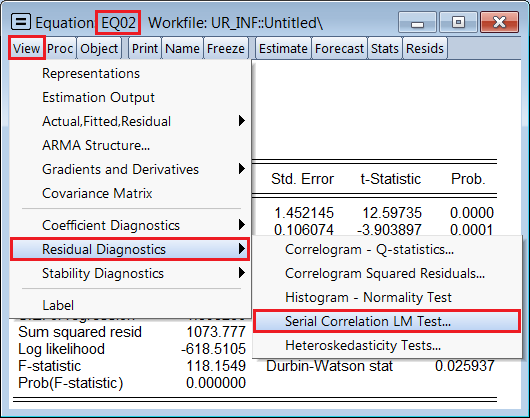 Equation: EQ02 Workfile: UR_INF::Untitled\
View Proc Object Print Name Freeze Estimate Forecast Stats Resids
Representations
Estimation Output
Actual,Fitted,Residual
ARMA Structure...
Gradients and Derivatives
Covariance Matrix
Coefficient Diagnostics
Residual Diagnostics
Stability Diagnostics
Label
Std. Error t-Statistic Prob.
1.452145 12.59735 0.0000
0.106074 -3.903897 0.0001
Correlogram - Q-statistics...
Correlogram Squared Residuals...
Histogram - Normality Test
Serial Correlation LM Test...
Heteroskedasticity Tests...
Sum squared resid 1073.777
Log likelihood -618.5105
F-statistic 118.1549 Durbin-Watson stat 0.025937
Prob(F-statistic) 0.000000